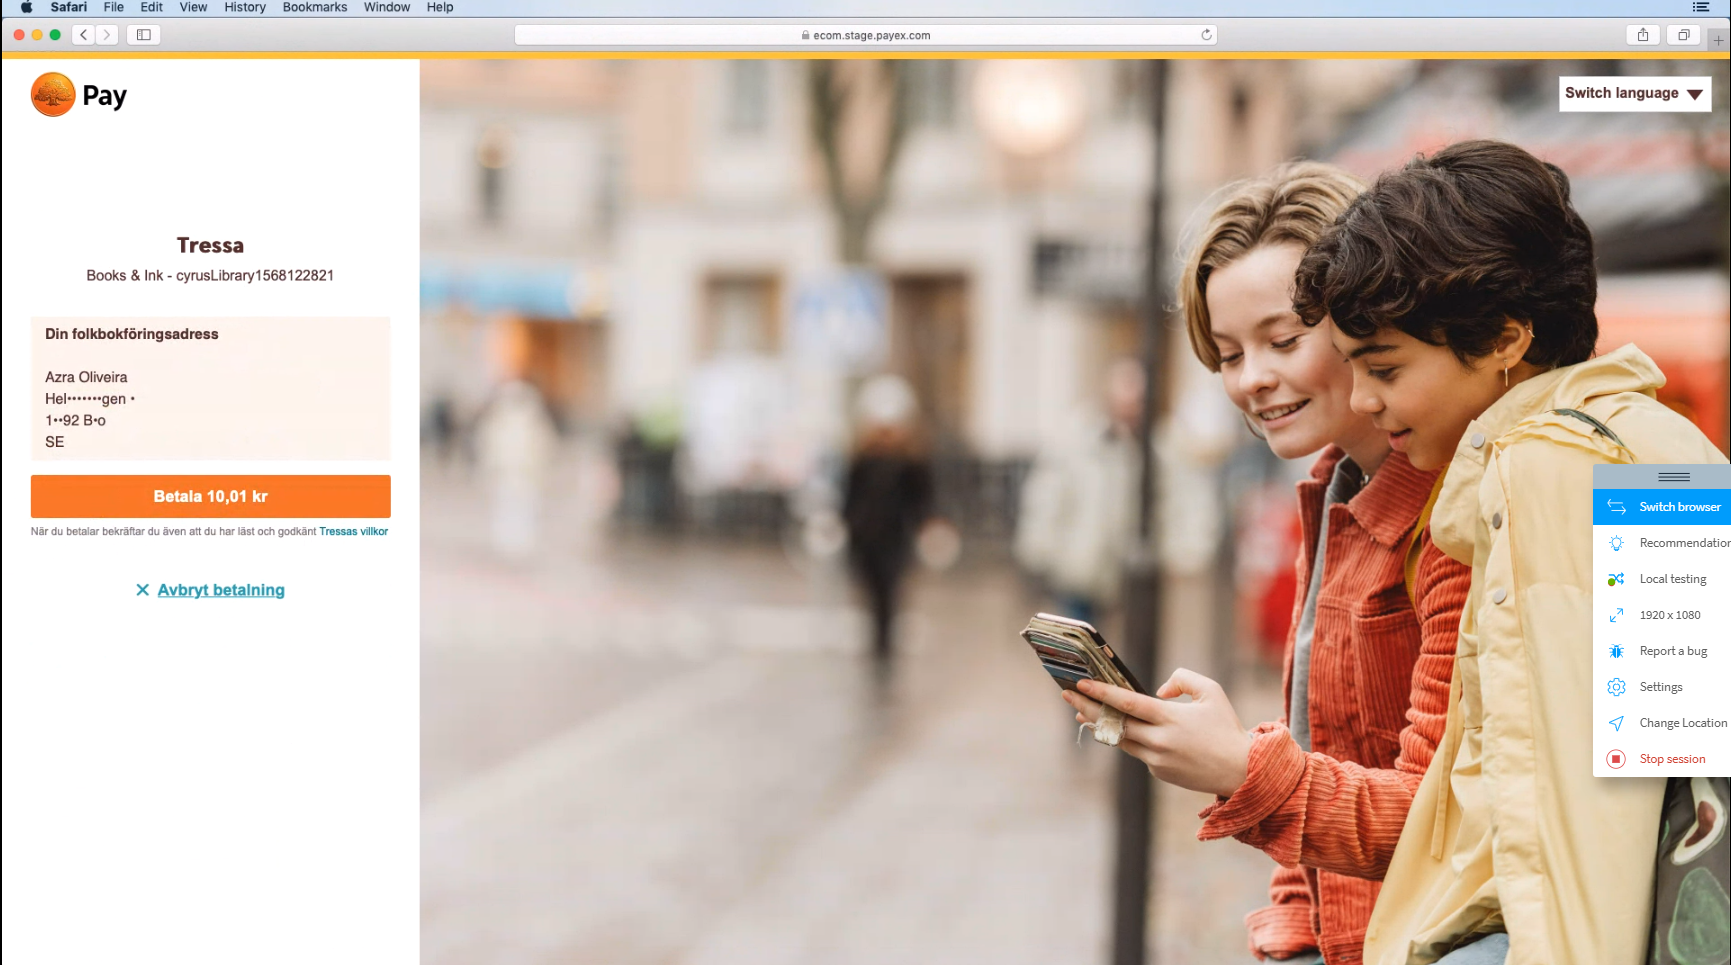 Safari File Edit View History Bookmarks Window Help
ecom.stage.payex.com
Pay
Switch language
Tressa
Books & Ink - cyrusLibrary1568122821
Din folkbokföringsadress
Azra Oliveira
Hel•••••••gen •
1••92 B•o
SE
Betala 10,01 kr
När du betalar bekräftar du även att du har läst och godkänt Tressas villkor
Avbryt betalning
Switch browser
Recommendation
Local testing
1920 x 1080
Report a bug
Settings
Change Location
Stop session